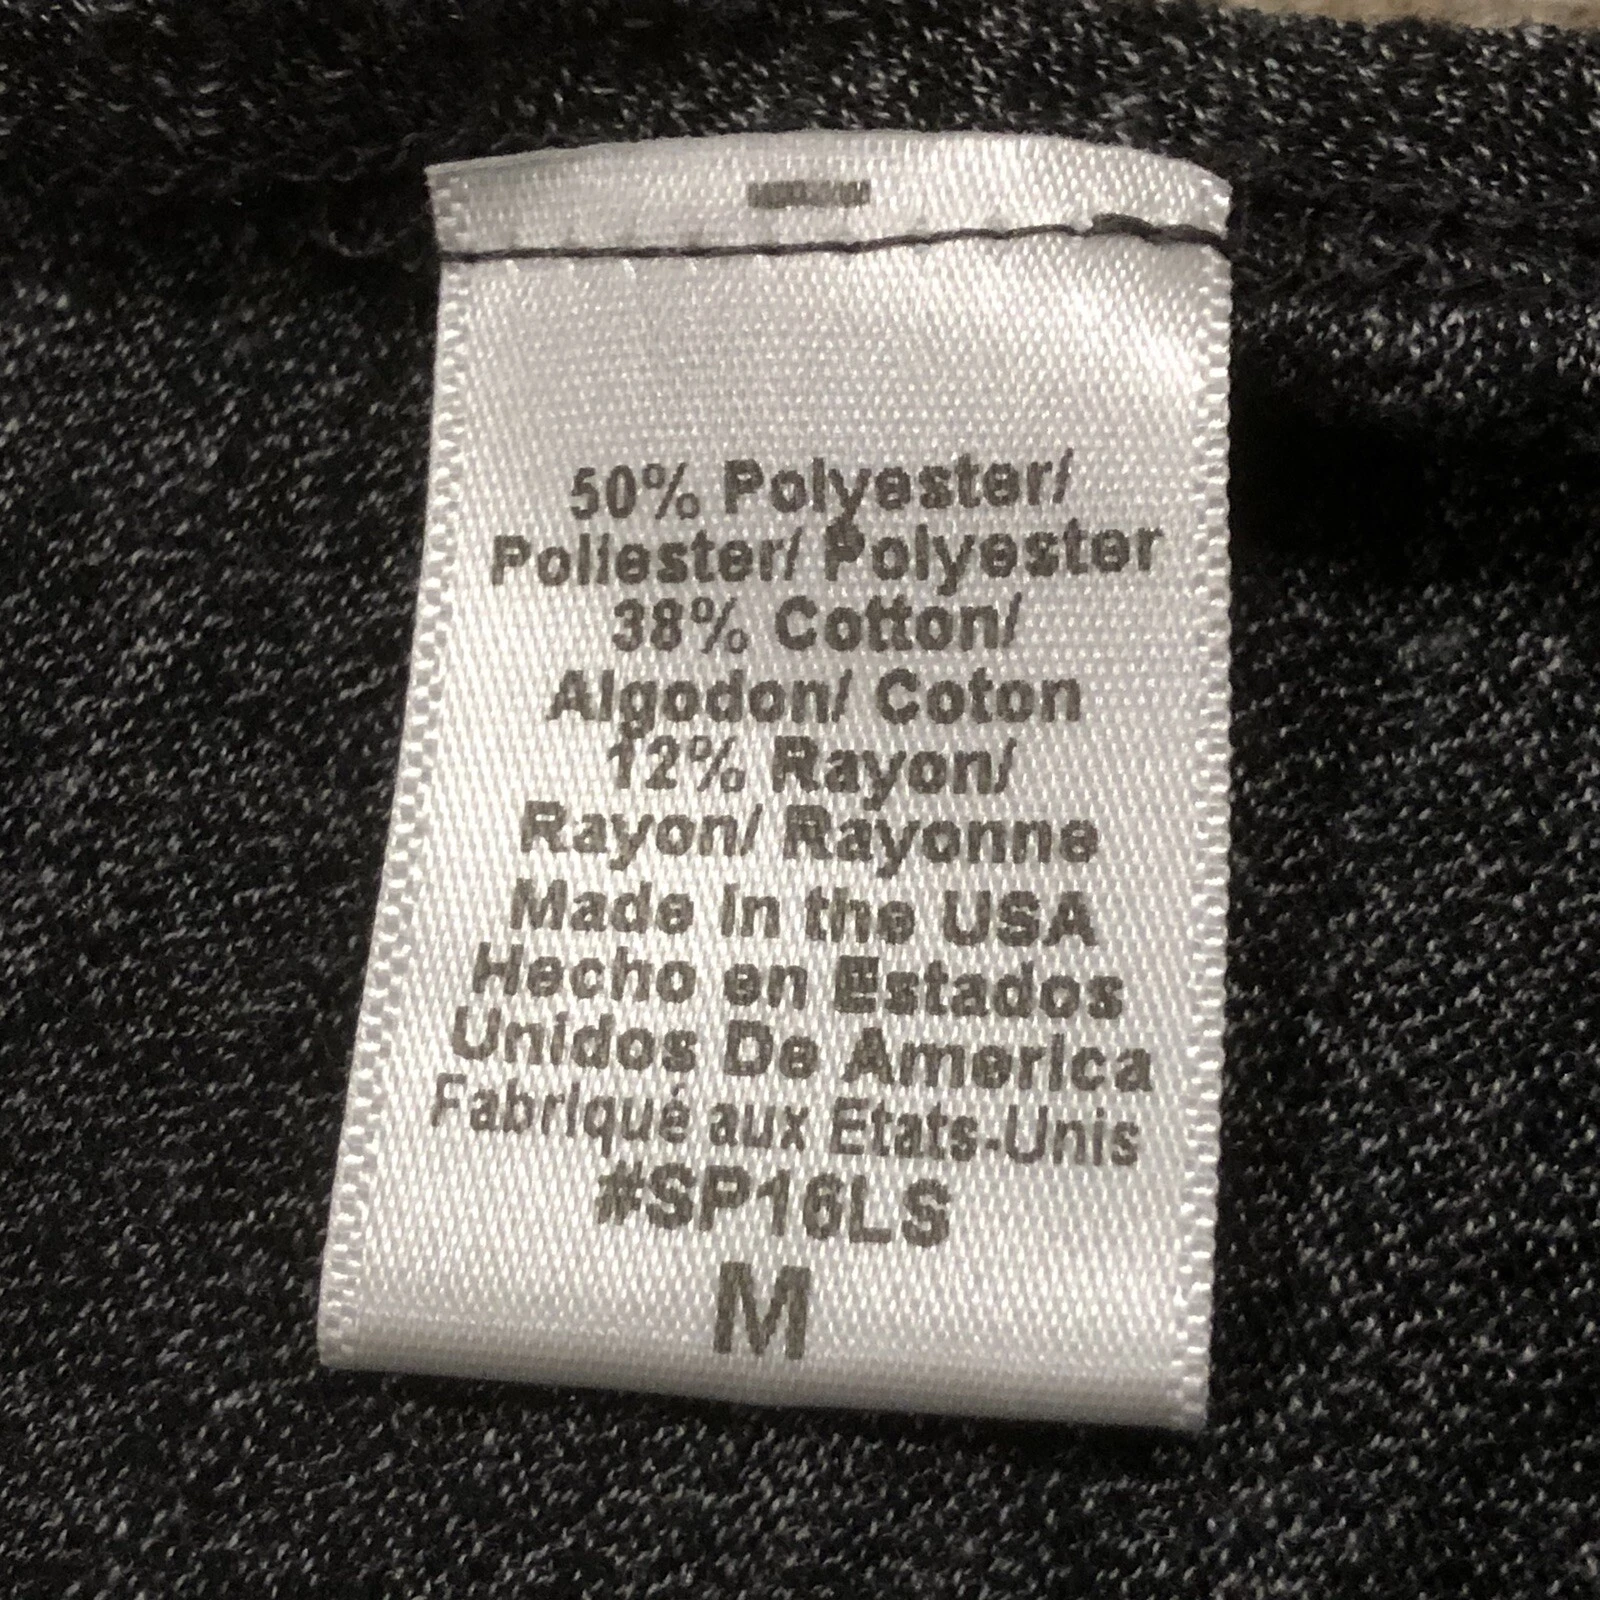 50% Polyester/
Poliester/ Polyester
38% Cotton/
Algodon/ Coton
12% Rayon/
Rayon/ Rayonne
Made in the USA
Hecho en Estados
Unidos De America
Fabriqué aux Etats-Unis
#SP16LS
M